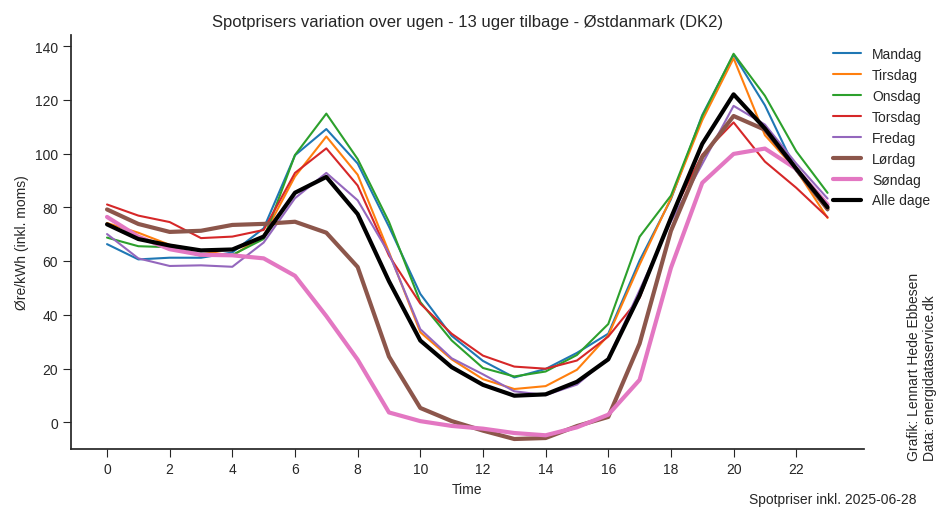 Spotprisers variation over ugen - 13 uger tilbage - Østdanmark (DK2)
Øre/kWh (inkl. moms)
140
120
100
80
60
40
20
0
0 2 4 6 8 10 12 14 16 18 20 22
Time
Mandag
Tirsdag
Onsdag
Torsdag
Fredag
Lørdag
Søndag
Alle dage
Grafik: Lennart Hede Ebbesen
Data: energidataservice.dk
Spotpriser inkl. 2025-06-28